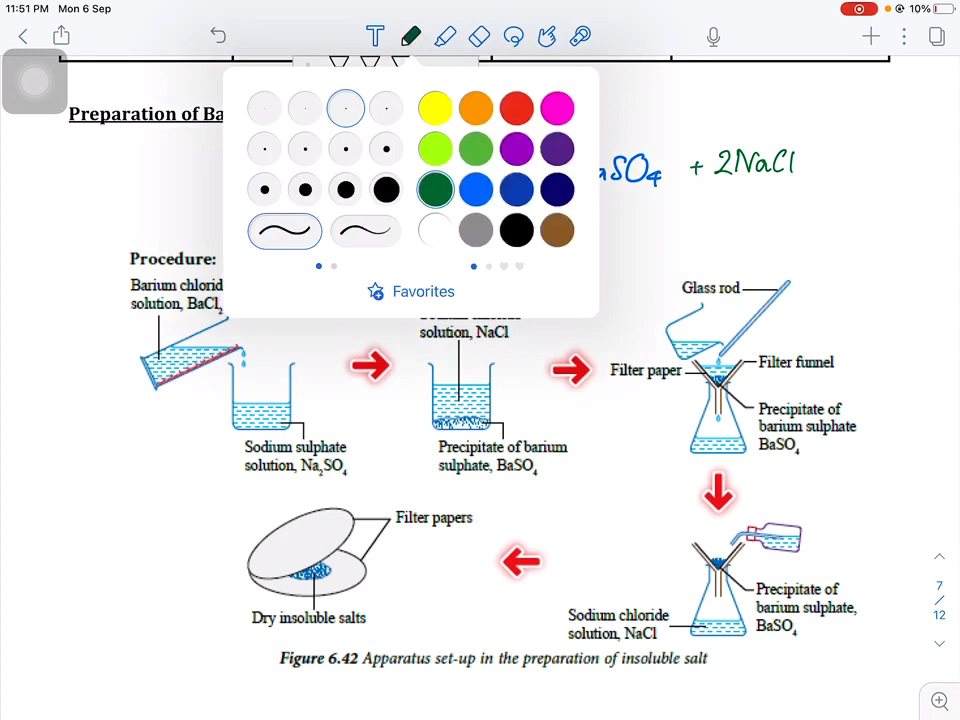 11:51 PM Mon 6 Sep
10%
Preparation of Ba
aSO₄ + 2NaCl
Favorites
Procedure:
Barium chlorid
solution, BaCl₂
solution, NaCl
Glass rod
Filter paper
Filter funnel
Precipitate of
barium sulphate
BaSO₄
Sodium sulphate
solution, Na₂SO₄
Precipitate of barium
sulphate, BaSO₄
Filter papers
Dry insoluble salts
Sodium chloride
solution, NaCl
Precipitate of
barium sulphate,
BaSO₄
7
/
12
Figure 6.42 Apparatus set-up in the preparation of insoluble salt